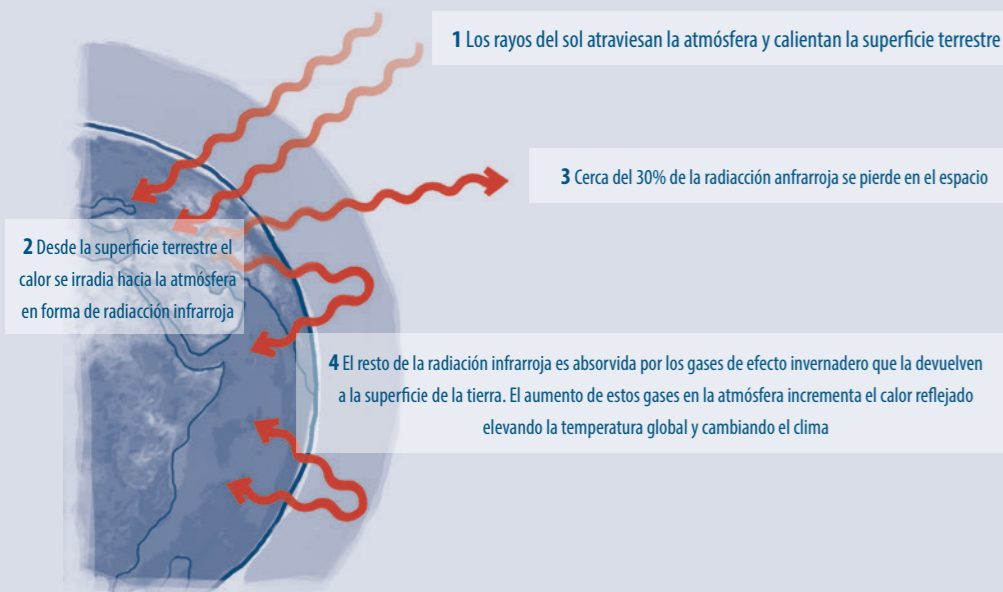 1 Los rayos del sol atraviesan la atmósfera y calientan la superficie terrestre
2 Desde la superficie terrestre el
calor se irradia hacia la atmósfera
en forma de radiacción infrarroja
3 Cerca del 30% de la radiacción anfrarroja se pierde en el espacio
4 El resto de la radiación infrarroja es absorvida por los gases de efecto invernadero que la devuelven
a la superficie de la tierra. El aumento de estos gases en la atmósfera incrementa el calor reflejado
elevando la temperatura global y cambiando el clima